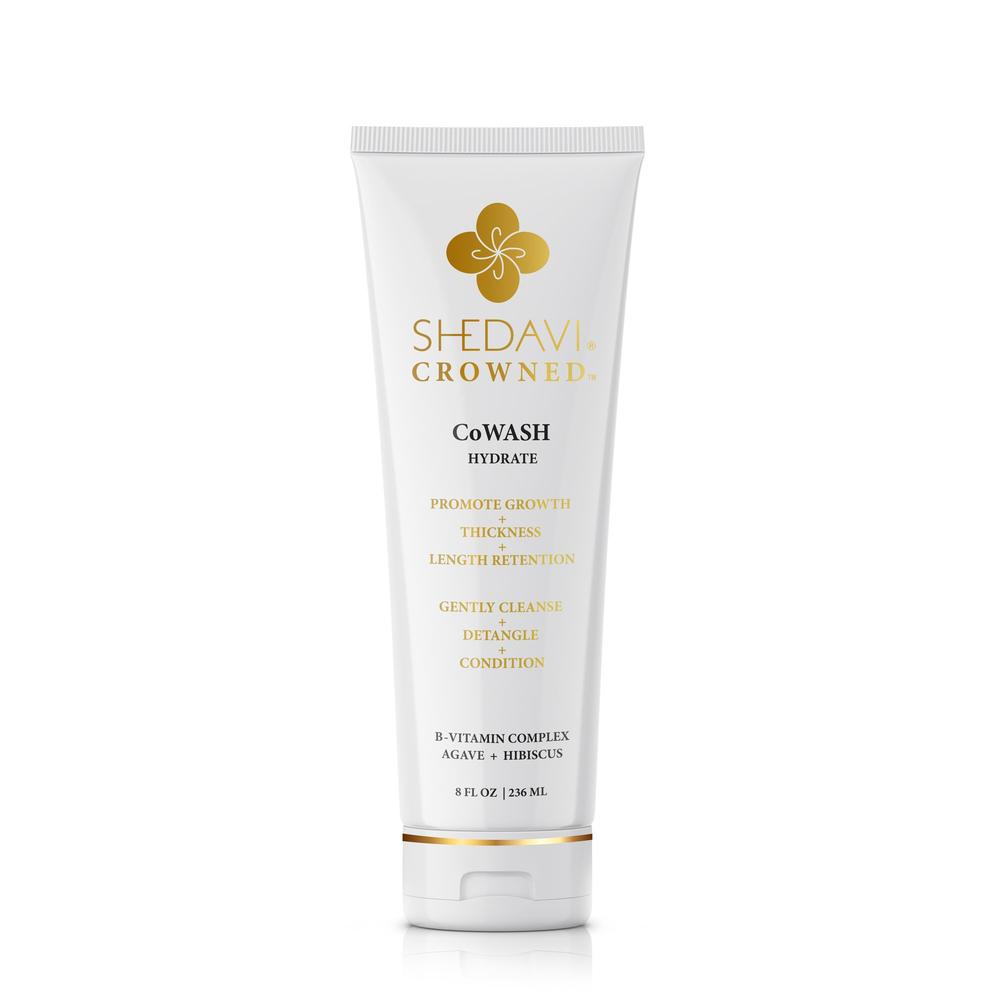 SHEDAVI®
CROWNED™
CoWASH
HYDRATE
PROMOTE GROWTH
+
THICKNESS
+
LENGTH RETENTION
GENTLY CLEANSE
+
DETANGLE
+
CONDITION
B-VITAMIN COMPLEX
AGAVE + HIBISCUS
8 FL OZ | 236 ML